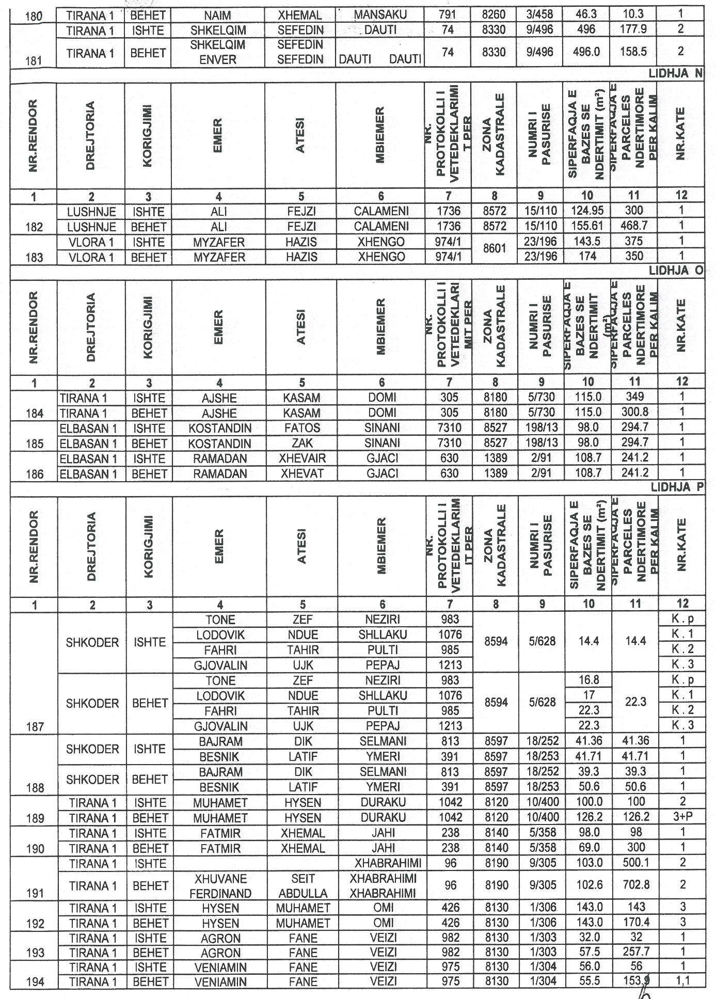 180 TIRANA 1 BEHET NAIM XHEMAL MANSAKU 791 8260 3/458 46.3 10.3 1
TIRANA 1 ISHTE SHKELQIM SEFEDIN DAUTI 74 8330 9/496 496 177.9 2
181 TIRANA 1 BEHET SHKELQIM ENVER SEFEDIN SEFEDIN DAUTI DAUTI 74 8330 9/496 496.0 158.5 2
LIDHJA N
NR.RENDOR DREJTORIA KORIGJIMI EMER ATESI MBIEMER NR. PROTOKOLLI I VETEDEKLARIMI T PER ZONA KADASTRALE NUMRI I PASURISE SIPERFAQJA E BAZES SE NDERTIMIT (m²) SIPERFAQJA E PARCELES NDERTIMORE PER KALIM NR.KATE
1 2 3 4 5 6 7 8 9 10 11 12
LUSHNJE ISHTE ALI FEJZI CALAMENI 1736 8572 15/110 124.95 300 1
182 LUSHNJE BEHET ALI FEJZI CALAMENI 1736 8572 15/110 155.61 468.7 1
VLORA 1 ISHTE MYZAFER HAZIS XHENGO 974/1 8601 23/196 143.5 375 1
183 VLORA 1 BEHET MYZAFER HAZIS XHENGO 974/1 23/196 174 350 1
LIDHJA O
NR.RENDOR DREJTORIA KORIGJIMI EMER ATESI MBIEMER NR. PROTOKOLLI I VETEDEKLARI MIT PER ZONA KADASTRALE NUMRI I PASURISE SIPERFAQJA E BAZES SE NDERTIMIT (m²) SIPERFAQJA E PARCELES NDERTIMORE PER KALIM NR.KATE
1 2 3 4 5 6 7 8 9 10 11 12
TIRANA 1 ISHTE AJSHE KASAM DOMI 305 8180 5/730 115.0 349 1
184 TIRANA 1 BEHET AJSHE KASAM DOMI 305 8180 5/730 115.0 300.8 1
ELBASAN 1 ISHTE KOSTANDIN FATOS SINANI 7310 8527 198/13 98.0 294.7 1
185 ELBASAN 1 BEHET KOSTANDIN ZAK SINANI 7310 8527 198/13 98.0 294.7 1
ELBASAN 1 ISHTE RAMADAN XHEVAIR GJACI 630 1389 2/91 108.7 241.2 1
186 ELBASAN 1 BEHET RAMADAN XHEVAT GJACI 630 1389 2/91 108.7 241.2 1
LIDHJA P
NR.RENDOR DREJTORIA KORIGJIMI EMER ATESI MBIEMER NR. PROTOKOLLI I VETEDEKLARIM IT PER ZONA KADASTRALE NUMRI I PASURISE SIPERFAQJA E BAZES SE NDERTIMIT (m²) SIPERFAQJA E PARCELES NDERTIMORE PER KALIM NR.KATE
1 2 3 4 5 6 7 8 9 10 11 12
TONE ZEF NEZIRI 983 K . p
LODOVIK NDUE SHLLAKU 1076 K . 1
SHKODER ISHTE 8594 5/628 14.4 14.4
FAHRI TAHIR PULTI 985 K . 2
GJOVALIN UJK PEPAJ 1213 K . 3
TONE ZEF NEZIRI 983 16.8 K . p
LODOVIK NDUE SHLLAKU 1076 17 K . 1
SHKODER BEHET 8594 5/628 22.3
FAHRI TAHIR PULTI 985 22.3 K . 2
187 GJOVALIN UJK PEPAJ 1213 22.3 K . 3
SHKODER ISHTE BAJRAM DIK SELMANI 813 8597 18/252 41.36 41.36 1
BESNIK LATIF YMERI 391 8597 18/253 41.71 41.71 1
SHKODER BEHET BAJRAM DIK SELMANI 813 8597 18/252 39.3 39.3 1
188 BESNIK LATIF YMERI 391 8597 18/253 50.6 50.6 1
TIRANA 1 ISHTE MUHAMET HYSEN DURAKU 1042 8120 10/400 100.0 100 2
189 TIRANA 1 BEHET MUHAMET HYSEN DURAKU 1042 8120 10/400 126.2 126.2 3+P
TIRANA 1 ISHTE FATMIR XHEMAL JAHI 238 8140 5/358 98.0 98 1
190 TIRANA 1 BEHET FATMIR XHEMAL JAHI 238 8140 5/358 69.0 300 1
TIRANA 1 ISHTE XHABRAHIMI 96 8190 9/305 103.0 500.1 2
191 TIRANA 1 BEHET XHUVANE FERDINAND SEIT ABDULLA XHABRAHIMI XHABRAHIMI 96 8190 9/305 102.6 702.8 2
TIRANA 1 ISHTE HYSEN MUHAMET OMI 426 8130 1/306 143.0 143 3
192 TIRANA 1 BEHET HYSEN MUHAMET OMI 426 8130 1/306 143.0 170.4 3
TIRANA 1 ISHTE AGRON FANE VEIZI 982 8130 1/303 32.0 32 1
193 TIRANA 1 BEHET AGRON FANE VEIZI 982 8130 1/303 57.5 257.7 1
TIRANA 1 ISHTE VENIAMIN FANE VEIZI 975 8130 1/304 56.0 56 1
194 TIRANA 1 BEHET VENIAMIN FANE VEIZI 975 8130 1/304 55.5 153.9 1,1